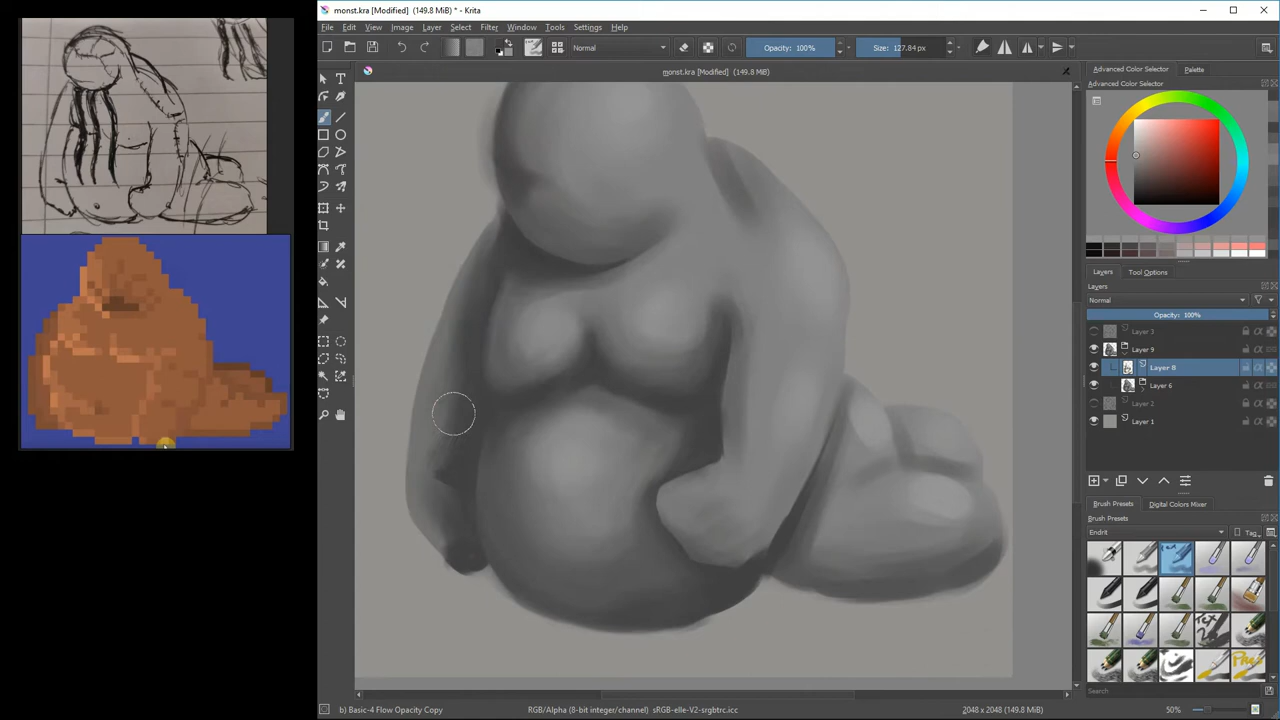 monst.kra [Modified] (149.8 MiB) * - Krita
File Edit View Image Layer Select Filter Window Tools Settings Help
Normal Opacity: 100% Size: 127.84 px
monst.kra [Modified] (149.8 MiB)
Advanced Color Selector Palette
Advanced Color Selector
Layers Tool Options
Layers
Normal
Opacity: 100%
Layer 3
Layer 9
Layer 8
Layer 6
Layer 2
Layer 1
Brush Presets Digital Colors Mixer
Brush Presets
Endrit Tag
Search
b) Basic-4 Flow Opacity Copy RGB/Alpha (8-bit integer/channel) sRGB-elle-V2-srgbtrc.icc 2048 x 2048 (149.8 MiB) 50%